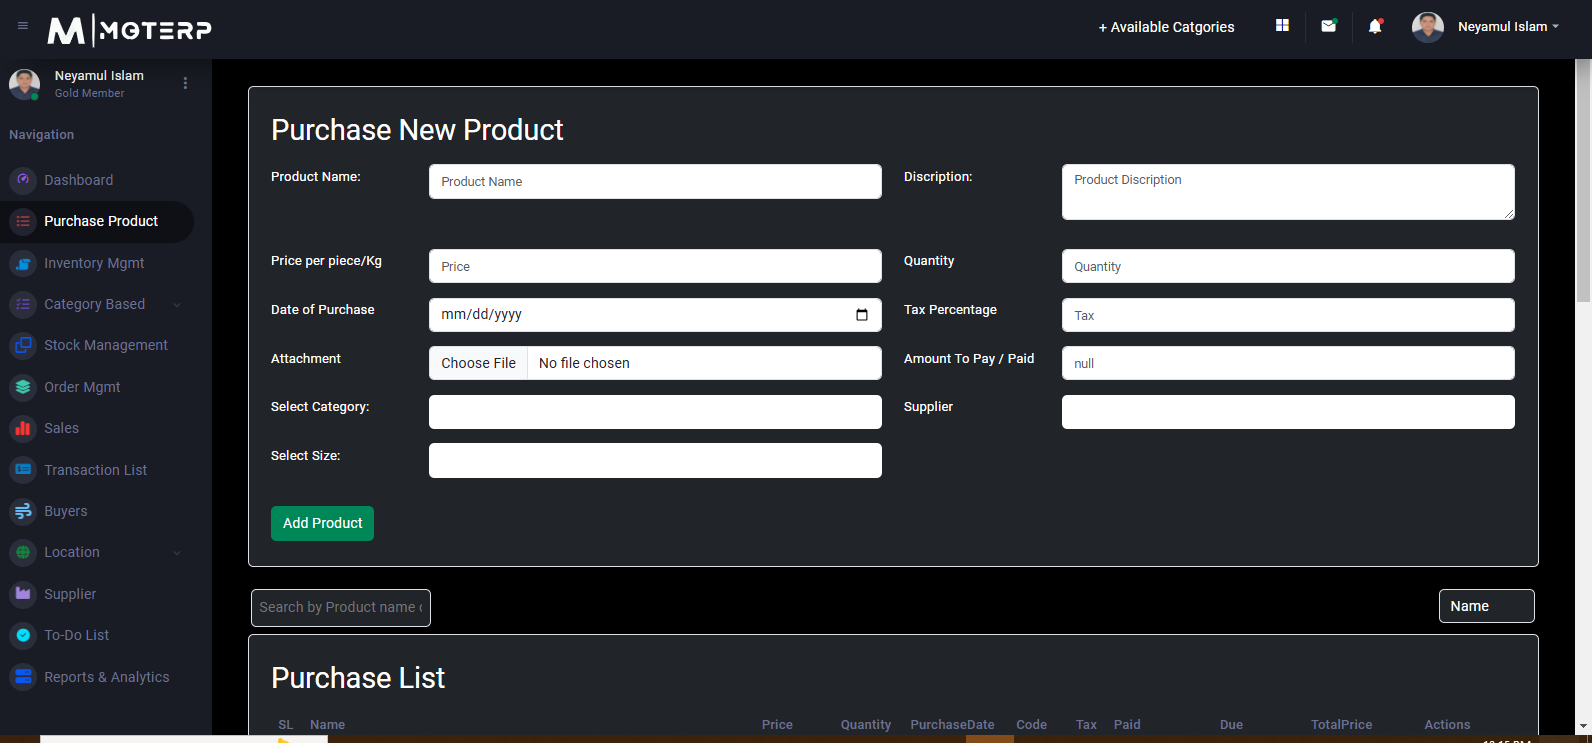 M|MOTERP
+ Available Catgories
Neyamul Islam
Neyamul Islam
Gold Member
Navigation
Dashboard
Purchase Product
Inventory Mgmt
Category Based
Stock Management
Order Mgmt
Sales
Transaction List
Buyers
Location
Supplier
To-Do List
Reports & Analytics
Purchase New Product
Product Name:
Product Name
Discription:
Product Discription
Price per piece/Kg
Price
Quantity
Quantity
Date of Purchase
mm/dd/yyyy
Tax Percentage
Tax
Attachment
Choose File No file chosen
Amount To Pay / Paid
null
Select Category:
Supplier
Select Size:
Add Product
Search by Product name
Name
Purchase List
SL Name Price Quantity PurchaseDate Code Tax Paid Due TotalPrice Actions